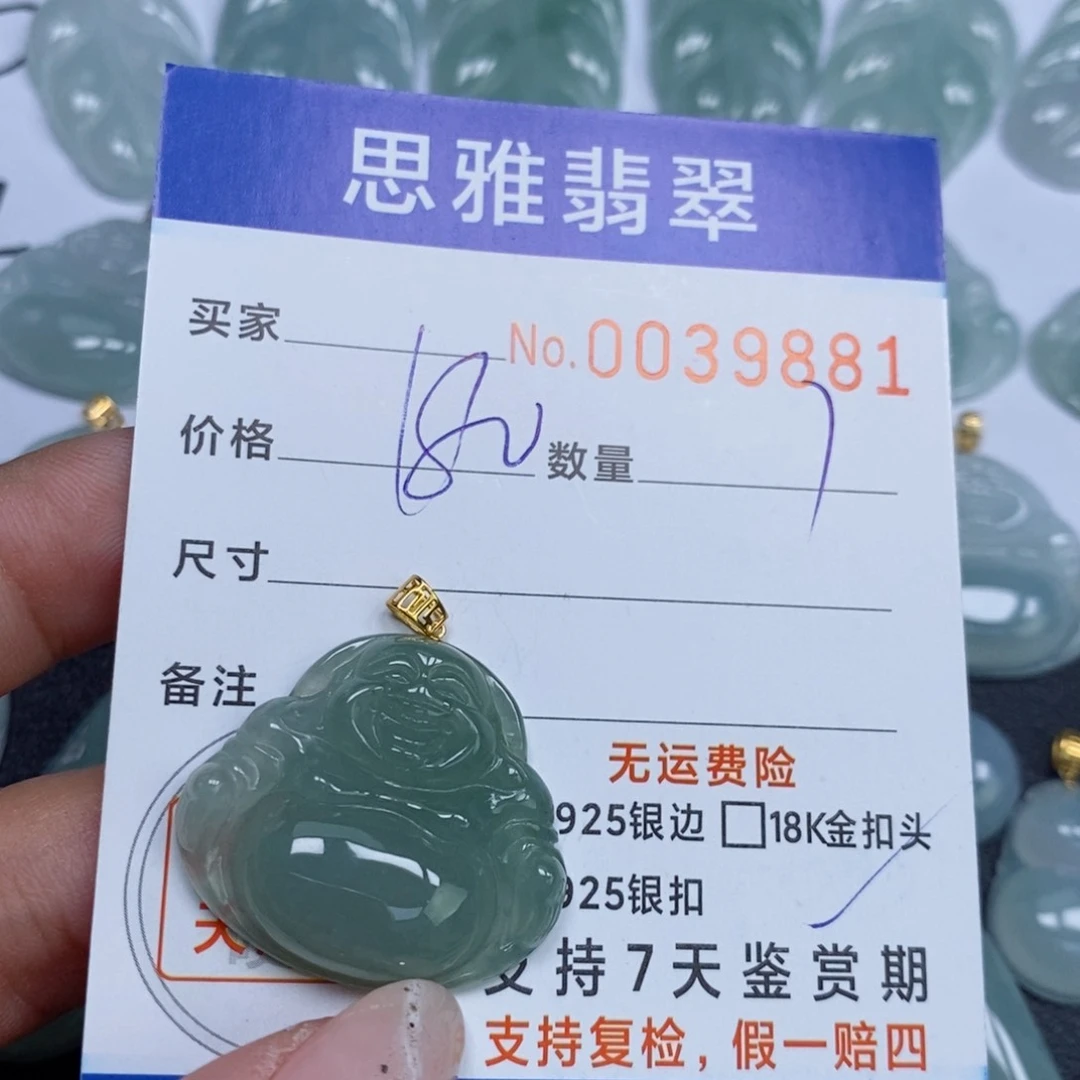 思雅翡翠
买家 No.0039881
价格 数量
尺寸
备注
无运费险
925银边 □18K金扣头
925银扣
支持7天鉴赏期
支持复检，假一赔四